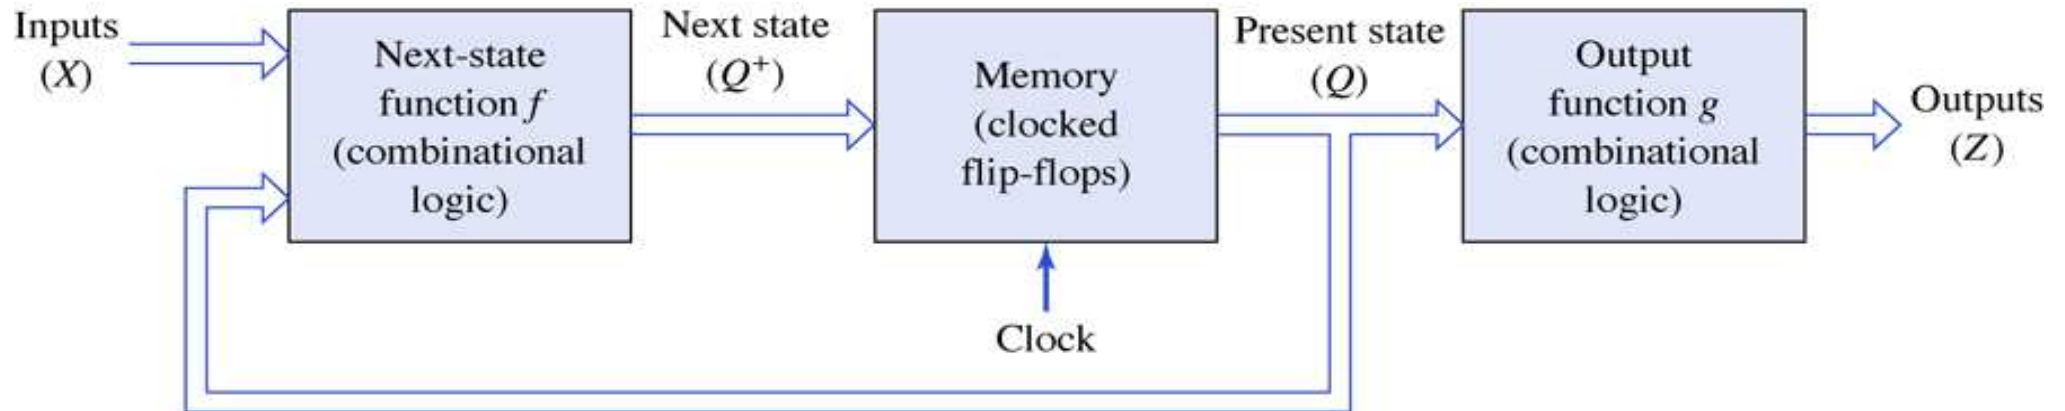 Inputs
(X)
Next-state
function f
(combinational
logic)
Next state
(Q⁺)
Memory
(clocked
flip-flops)
Clock
Present state
(Q)
Output
function g
(combinational
logic)
Outputs
(Z)